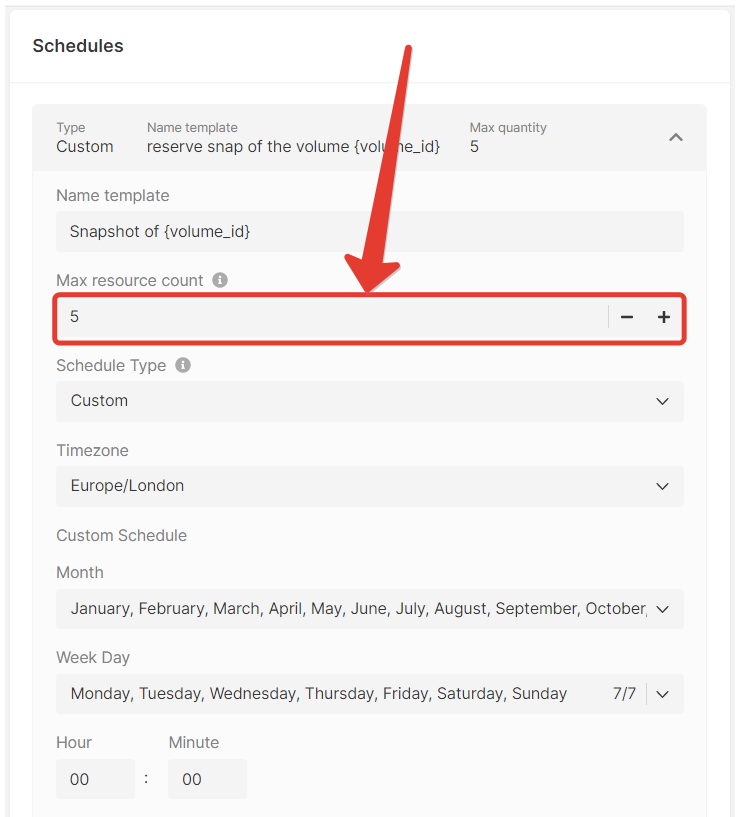 Schedules
Type Name template Max quantity
Custom reserve snap of the volume {volume_id} 5
Name template
Snapshot of {volume_id}
Max resource count
5
Schedule Type
Custom
Timezone
Europe/London
Custom Schedule
Month
January, February, March, April, May, June, July, August, September, October,
Week Day
Monday, Tuesday, Wednesday, Thursday, Friday, Saturday, Sunday 7/7
Hour Minute
00 : 00